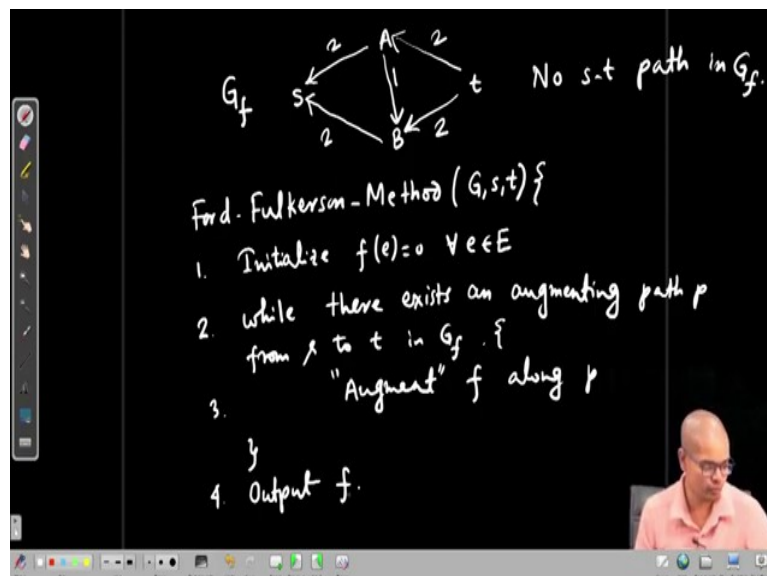 2 A 2
G_f S 1 t No s-t path in G_f.
2 B 2
Ford-Fulkerson-Method (G,s,t) {
1. Initialize f(e)=0 ∀ e∈E
2. while there exists an augmenting path p
from s to t in G_f. {
3. "Augment" f along p
}
4. Output f.